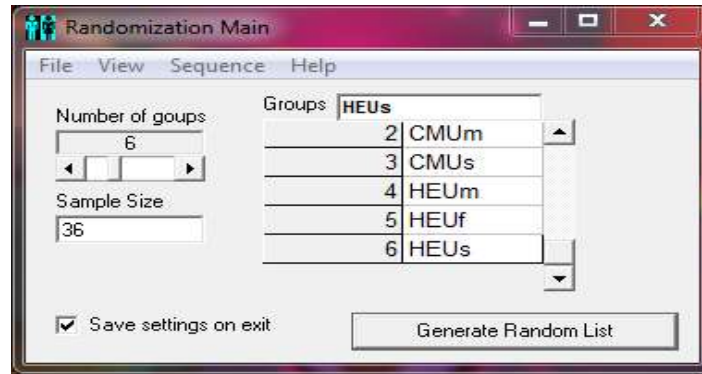 Randomization Main
File View Sequence Help
Number of goups
6
Sample Size
36
Groups HEUs
2 CMUm
3 CMUs
4 HEUm
5 HEUf
6 HEUs
Save settings on exit
Generate Random List